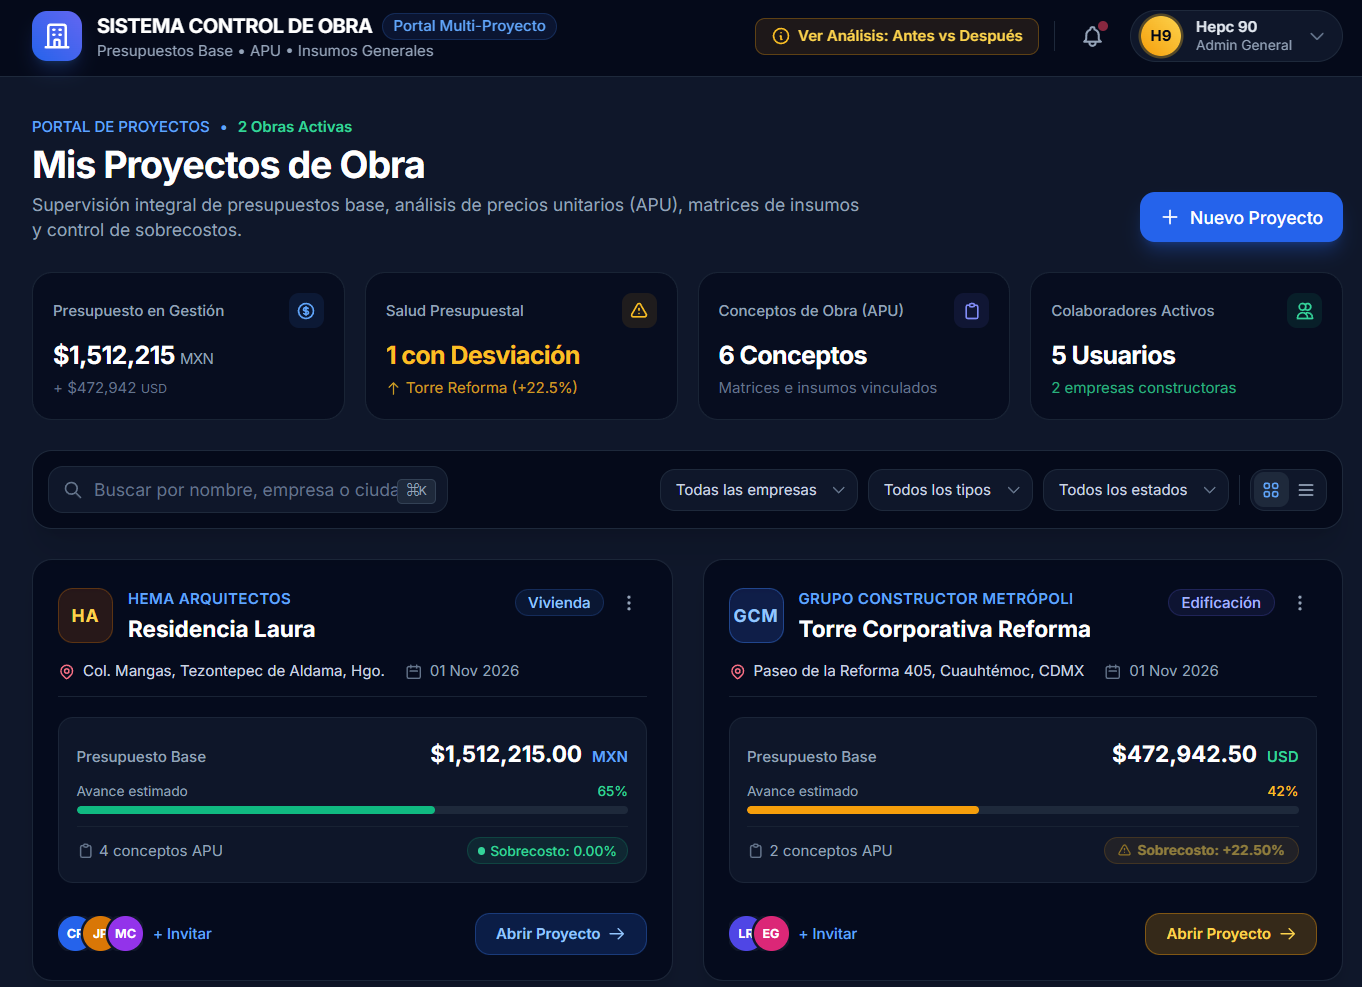 SISTEMA CONTROL DE OBRA Portal Multi-Proyecto
Presupuestos Base • APU • Insumos Generales
Ver Análisis: Antes vs Después
H9
Hepc 90
Admin General
PORTAL DE PROYECTOS • 2 Obras Activas
Mis Proyectos de Obra
Supervisión integral de presupuestos base, análisis de precios unitarios (APU), matrices de insumos
y control de sobrecostos.
+ Nuevo Proyecto
Presupuesto en Gestión
$1,512,215 MXN
+ $472,942 USD
Salud Presupuestal
1 con Desviación
↑ Torre Reforma (+22.5%)
Conceptos de Obra (APU)
6 Conceptos
Matrices e insumos vinculados
Colaboradores Activos
5 Usuarios
2 empresas constructoras
Buscar por nombre, empresa o ciuda ⌘K
Todas las empresas
Todos los tipos
Todos los estados
HA
HEMA ARQUITECTOS
Vivienda
Residencia Laura
Col. Mangas, Tezontepec de Aldama, Hgo. 01 Nov 2026
Presupuesto Base $1,512,215.00 MXN
Avance estimado 65%
4 conceptos APU
Sobrecosto: 0.00%
MC
+ Invitar
Abrir Proyecto →
GCM
GRUPO CONSTRUCTOR METRÓPOLI
Edificación
Torre Corporativa Reforma
Paseo de la Reforma 405, Cuauhtémoc, CDMX 01 Nov 2026
Presupuesto Base $472,942.50 USD
Avance estimado 42%
2 conceptos APU
Sobrecosto: +22.50%
EG
+ Invitar
Abrir Proyecto →